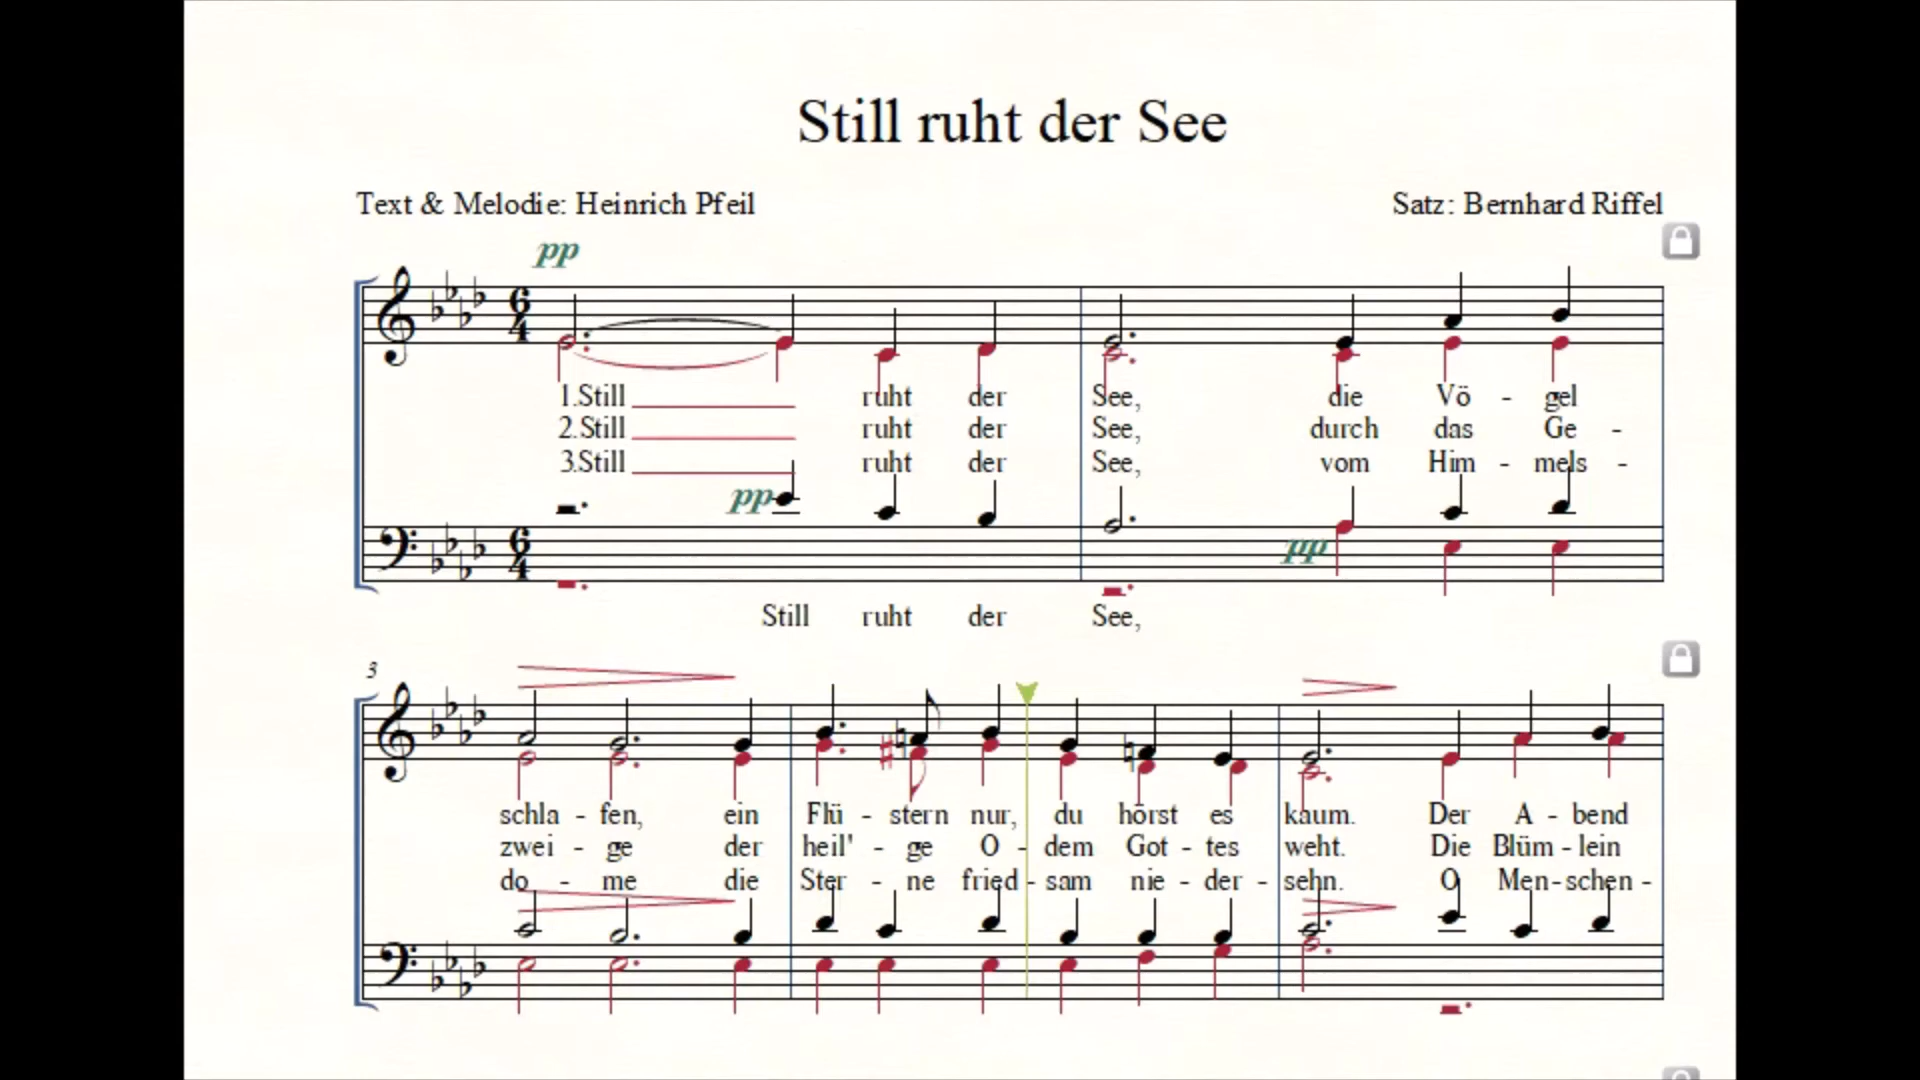 Still ruht der See
Text & Melodie: Heinrich Pfeil
Satz: Bernhard Riffel
pp
6
4
1.Still ruht der See, die Vö - gel
2.Still ruht der See, durch das Ge -
3.Still ruht der See, vom Him - mels -
pp
6
4
pp
Still ruht der See,
3
schla - fen, ein Flü - stern nur, du hörst es kaum. Der A - bend
zwei - ge der heil' - ge O - dem Got - tes weht. Die Blüm - lein
do - me die Ster - ne fried - sam nie - der - sehn. O Men - schen -